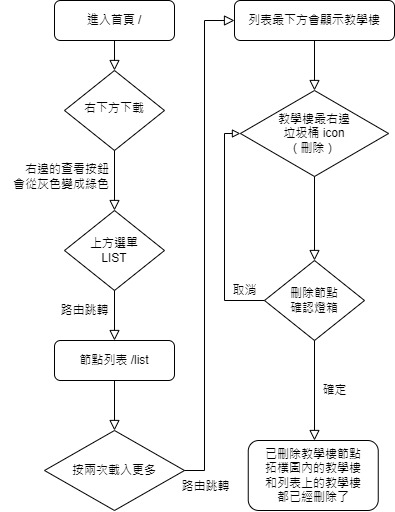 進入首頁 /
右下方下載
右邊的查看按鈕
會從灰色變成綠色
上方選單
LIST
路由跳轉
節點列表 /list
按兩次載入更多
路由跳轉
列表最下方會顯示教學樓
教學樓最右邊
垃圾桶 icon
( 刪除 )
取消
刪除節點
確認燈箱
確定
已刪除教學樓節點
拓樸圖內的教學樓
和列表上的教學樓
都已經刪除了